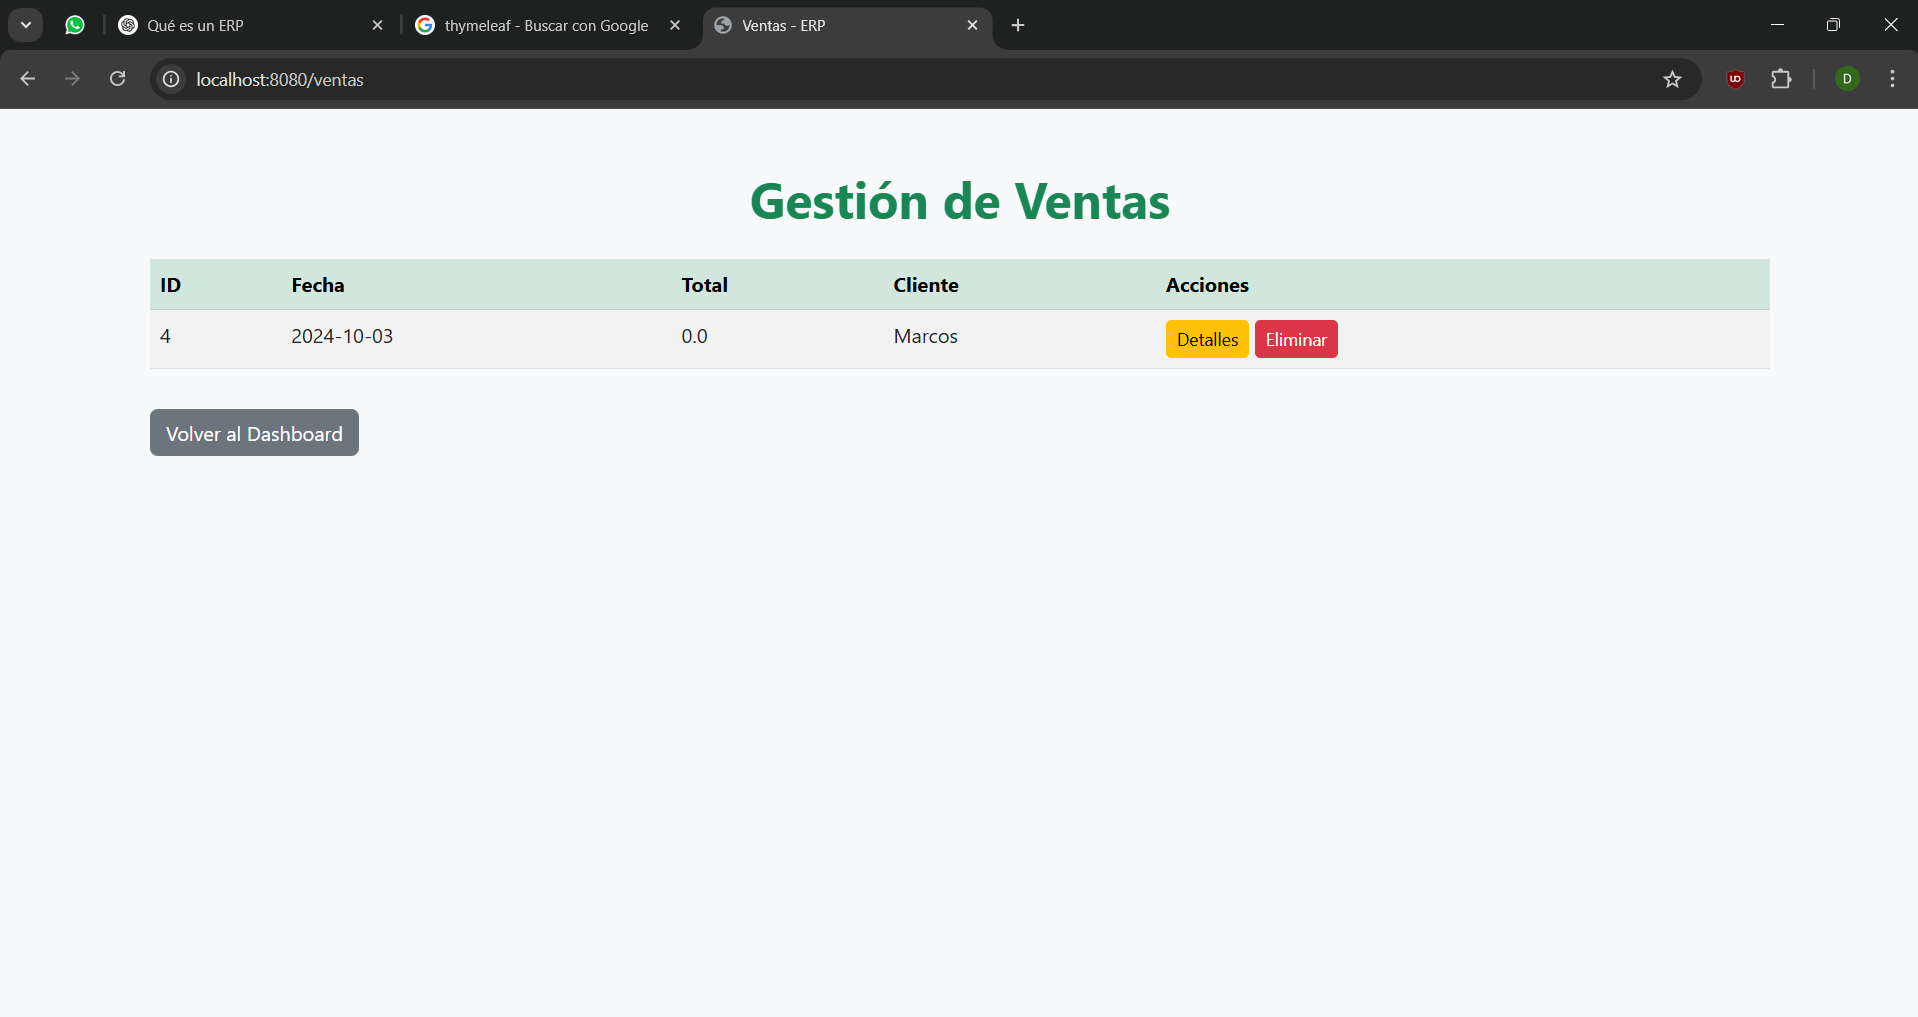 Qué es un ERP
thymeleaf - Buscar con Google
Ventas - ERP
localhost:8080/ventas
UO
D
Gestión de Ventas
ID Fecha Total Cliente Acciones
4 2024-10-03 0.0 Marcos Detalles Eliminar
Volver al Dashboard